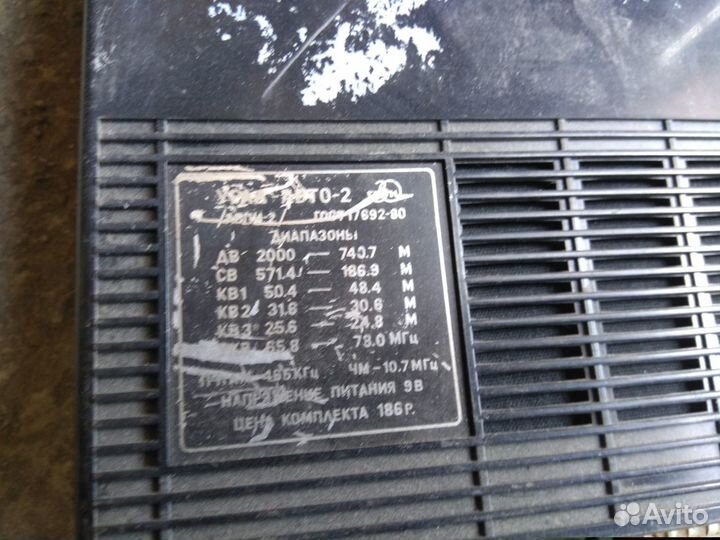 ГОСТ 17692-80
ДИАПАЗОНЫ
ДВ 2000 — 740.7 М
СВ 571.4 — 186.9 М
КВ1 50.4 — 48.4 М
КВ2 31.6 — 30.6 М
КВ3 25.6 — 24.8 М
65.8 — 73.0 МГц
465 КГц ЧМ - 10.7 МГц
НАПРЯЖЕНИЕ ПИТАНИЯ 9В
ЦЕНА КОМПЛЕКТА 186 Р.
Avito